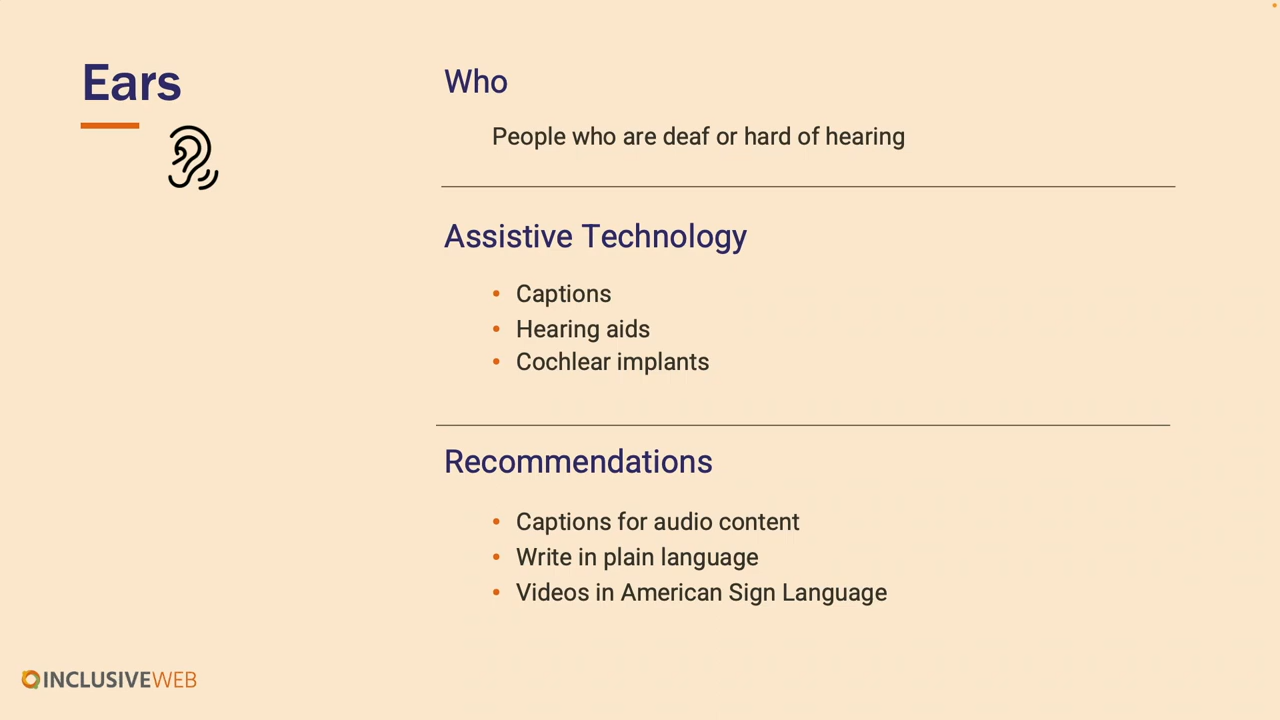 Ears
Who
People who are deaf or hard of hearing
Assistive Technology
• Captions
• Hearing aids
• Cochlear implants
Recommendations
• Captions for audio content
• Write in plain language
• Videos in American Sign Language
INCLUSIVEWEB